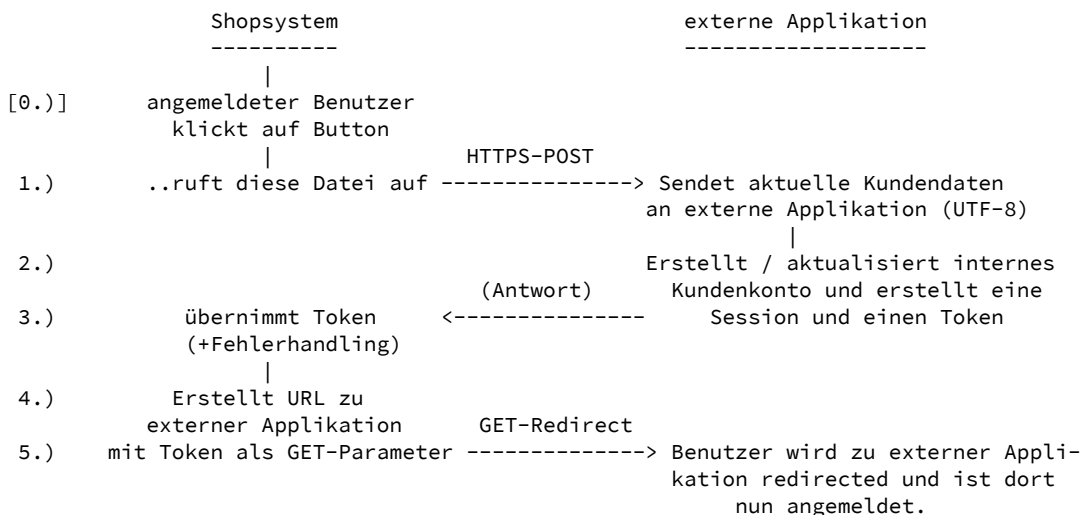 Shopsystem externe Applikation
---------- -------------------
|
[0.)] angemeldeter Benutzer
klickt auf Button
| HTTPS-POST
1.) ..ruft diese Datei auf ---------------> Sendet aktuelle Kundendaten
an externe Applikation (UTF-8)
|
2.) Erstellt / aktualisiert internes
(Antwort) Kundenkonto und erstellt eine
3.) übernimmt Token <--------------- Session und einen Token
(+Fehlerhandling)
|
4.) Erstellt URL zu
externer Applikation GET-Redirect
5.) mit Token als GET-Parameter --------------> Benutzer wird zu externer Appli-
kation redirected und ist dort
nun angemeldet.